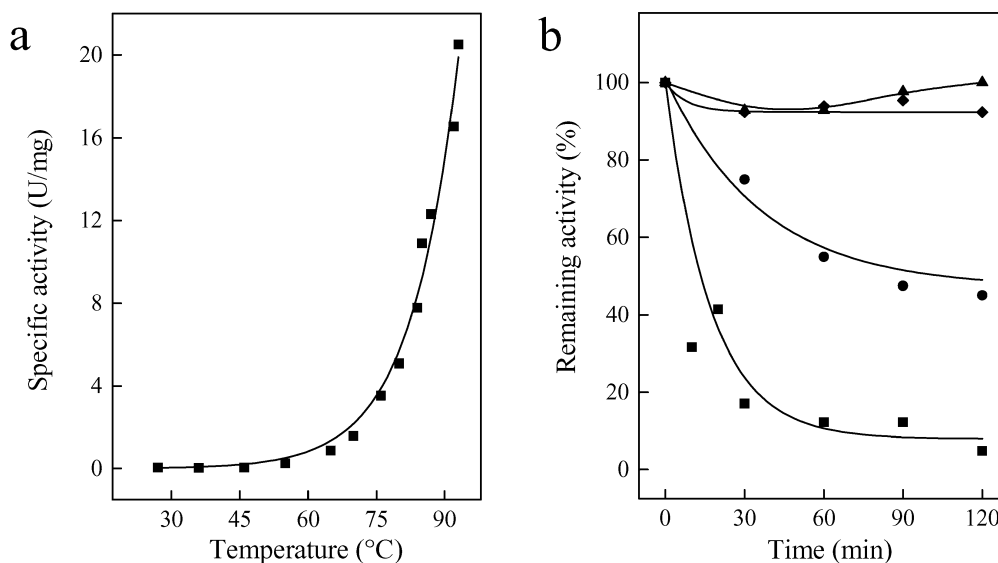 a
20
16
12
8
4
0
Specific activity (U/mg)
30 45 60 75 90
Temperature (°C)
b
100
80
60
40
20
0
Remaining activity (%)
0 30 60 90 120
Time (min)